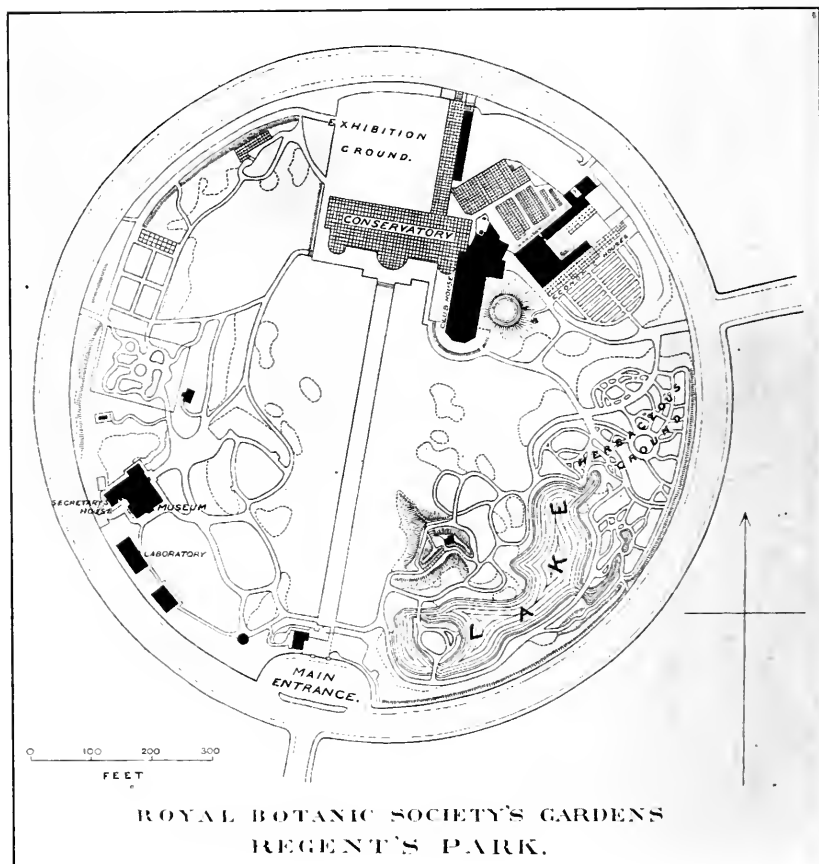 EXHIBITION
GROUND.
CONSERVATORY
CLUB HOUSE
HOUSES
HERBACEOUS
GROUND
SECRETARY'S
HOUSE
MUSEUM
LABORATORY
LAKE
MAIN
ENTRANCE.
0 100 200 300
FEET
ROYAL BOTANIC SOCIETY'S GARDENS
REGENT'S PARK.